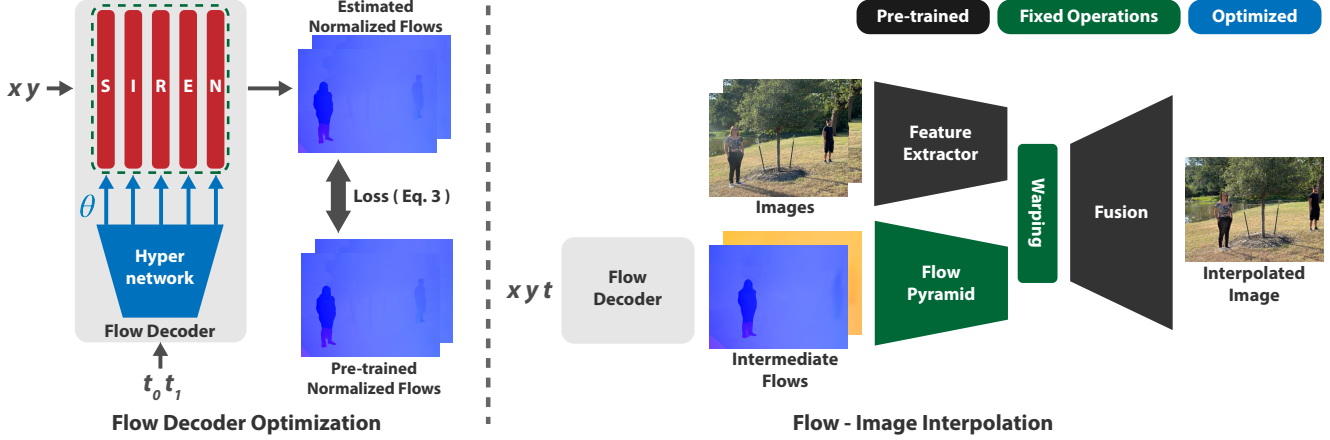 Pre-trained
Fixed Operations
Optimized
Estimated
Normalized Flows
x y
S I R E N
Loss ( Eq. 3 )
θ
Hyper
network
Flow Decoder
t0 t1
Pre-trained
Normalized Flows
Flow Decoder Optimization
Images
Feature
Extractor
Warping
Fusion
Interpolated
Image
x y t
Flow
Decoder
Intermediate
Flows
Flow
Pyramid
Flow - Image Interpolation